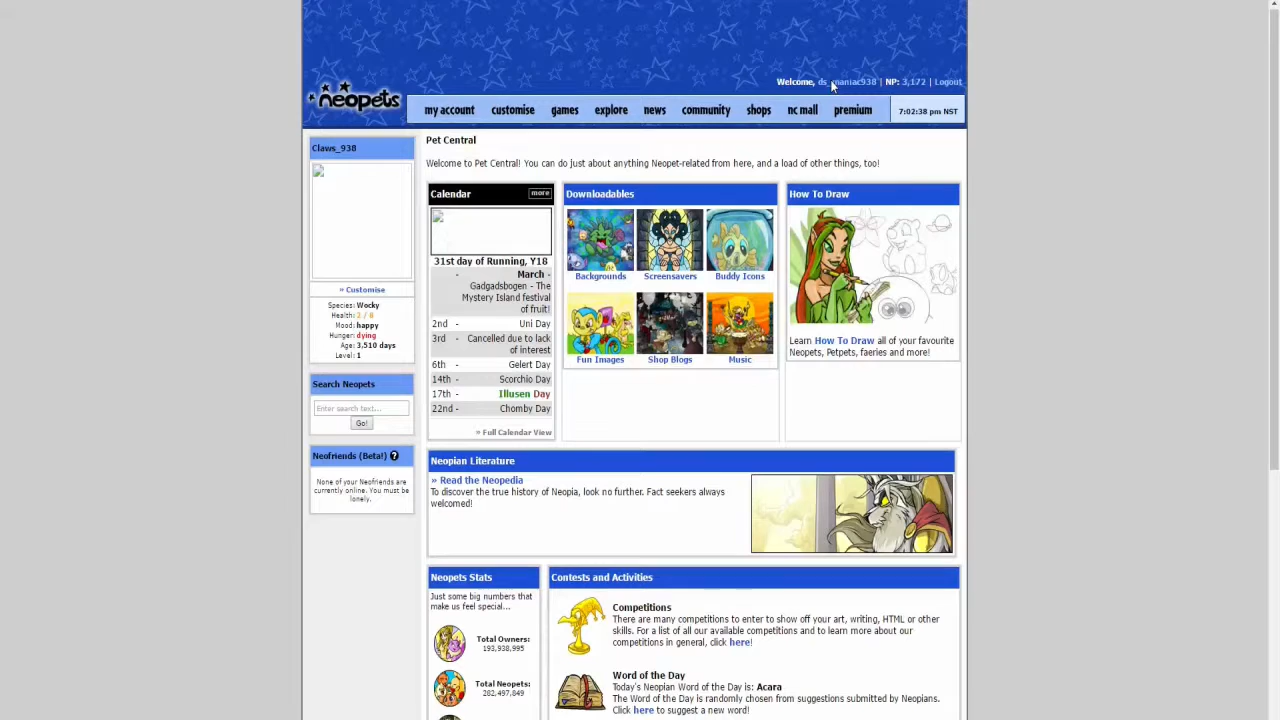 Welcome, ds_maniac938 | NP: 3,172 | Logout
neopets
my account customise games explore news community shops nc mall premium 7:02:38 pm NST
Claws_938
» Customise
Species: Wocky
Health: 2 / 8
Mood: happy
Hunger: dying
Age: 3,510 days
Level: 1
Search Neopets
Enter search text...
Go!
Neofriends (Beta!) ?
None of your Neofriends are
currently online. You must be
lonely.
Pet Central
Welcome to Pet Central! You can do just about anything Neopet-related from here, and a load of other things, too!
Calendar more
31st day of Running, Y18
- March -
Gadgadsbogen - The
Mystery Island festival
of fruit!
2nd - Uni Day
3rd - Cancelled due to lack
of interest
6th - Gelert Day
14th - Scorchio Day
17th - Illusen Day
22nd - Chomby Day
» Full Calendar View
Downloadables
Backgrounds Screensavers Buddy Icons
Fun Images Shop Blogs Music
How To Draw
Learn How To Draw all of your favourite
Neopets, Petpets, faeries and more!
Neopian Literature
» Read the Neopedia
To discover the true history of Neopia, look no further. Fact seekers always
welcomed!
Neopets Stats
Just some big numbers that
make us feel special...
Total Owners:
193,938,995
Total Neopets:
282,497,849
Contests and Activities
Competitions
There are many competitions to enter to show off your art, writing, HTML or other
skills. For a list of all our available competitions and to learn more about our
competitions in general, click here!
Word of the Day
Today's Neopian Word of the Day is: Acara
The Word of the Day is randomly chosen from suggestions submitted by Neopians.
Click here to suggest a new word!